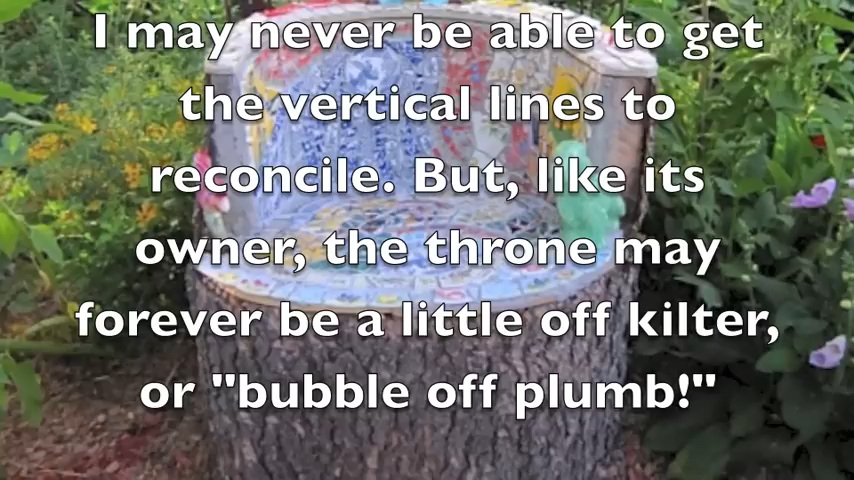 I may never be able to get
the vertical lines to
reconcile. But, like its
owner, the throne may
forever be a little off kilter,
or "bubble off plumb!"